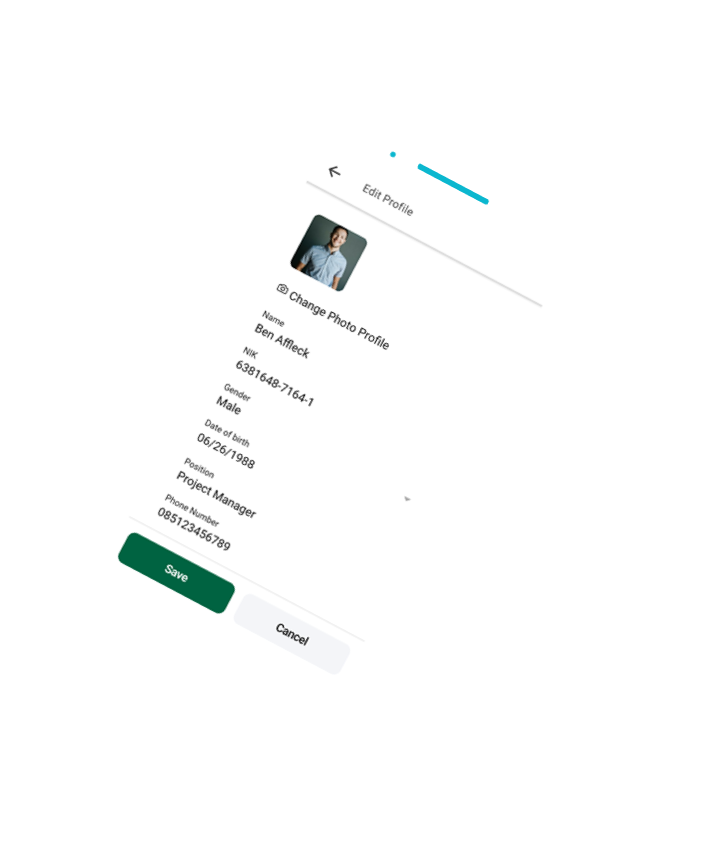 Edit Profile
Change Photo Profile
Name
Ben Affleck
NIK
6381648-7164-1
Gender
Male
Date of birth
06/26/1988
Position
Project Manager
Phone Number
085123456789
Save
Cancel